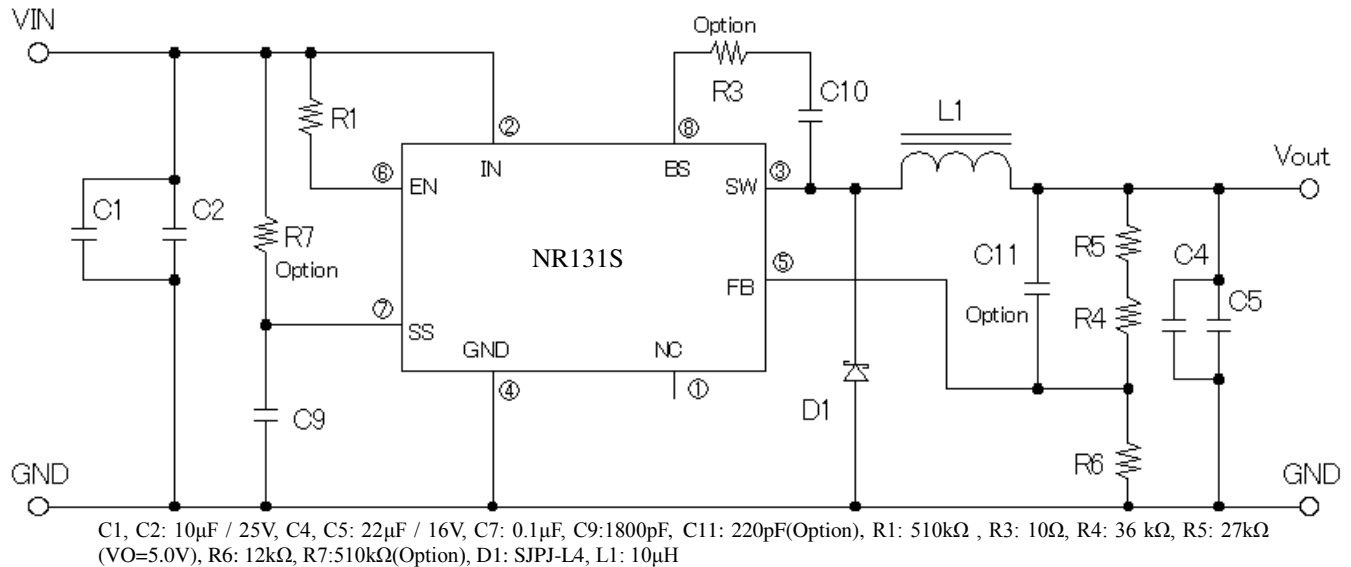 VIN
Option
R3
C10
L1
R1
②
⑧
Vout
⑥
EN
IN
BS
SW
③
C1
C2
R7
Option
NR131S
⑤
FB
C11
Option
R5
C4
R4
C5
⑦
SS
GND
NC
④
①
D1
C9
R6
GND
GND
C1, C2: 10μF / 25V, C4, C5: 22μF / 16V, C7: 0.1μF, C9:1800pF, C11: 220pF(Option), R1: 510kΩ , R3: 10Ω, R4: 36 kΩ, R5: 27kΩ
(VO=5.0V), R6: 12kΩ, R7:510kΩ(Option), D1: SJPJ-L4, L1: 10μH